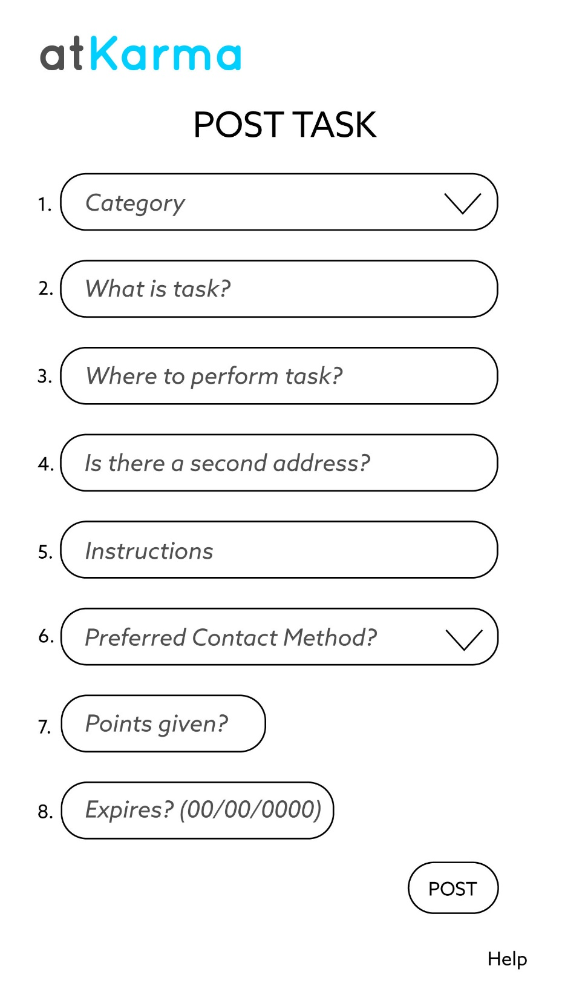 atKarma
POST TASK
1. Category
2. What is task?
3. Where to perform task?
4. Is there a second address?
5. Instructions
6. Preferred Contact Method?
7. Points given?
8. Expires? (00/00/0000)
POST
Help